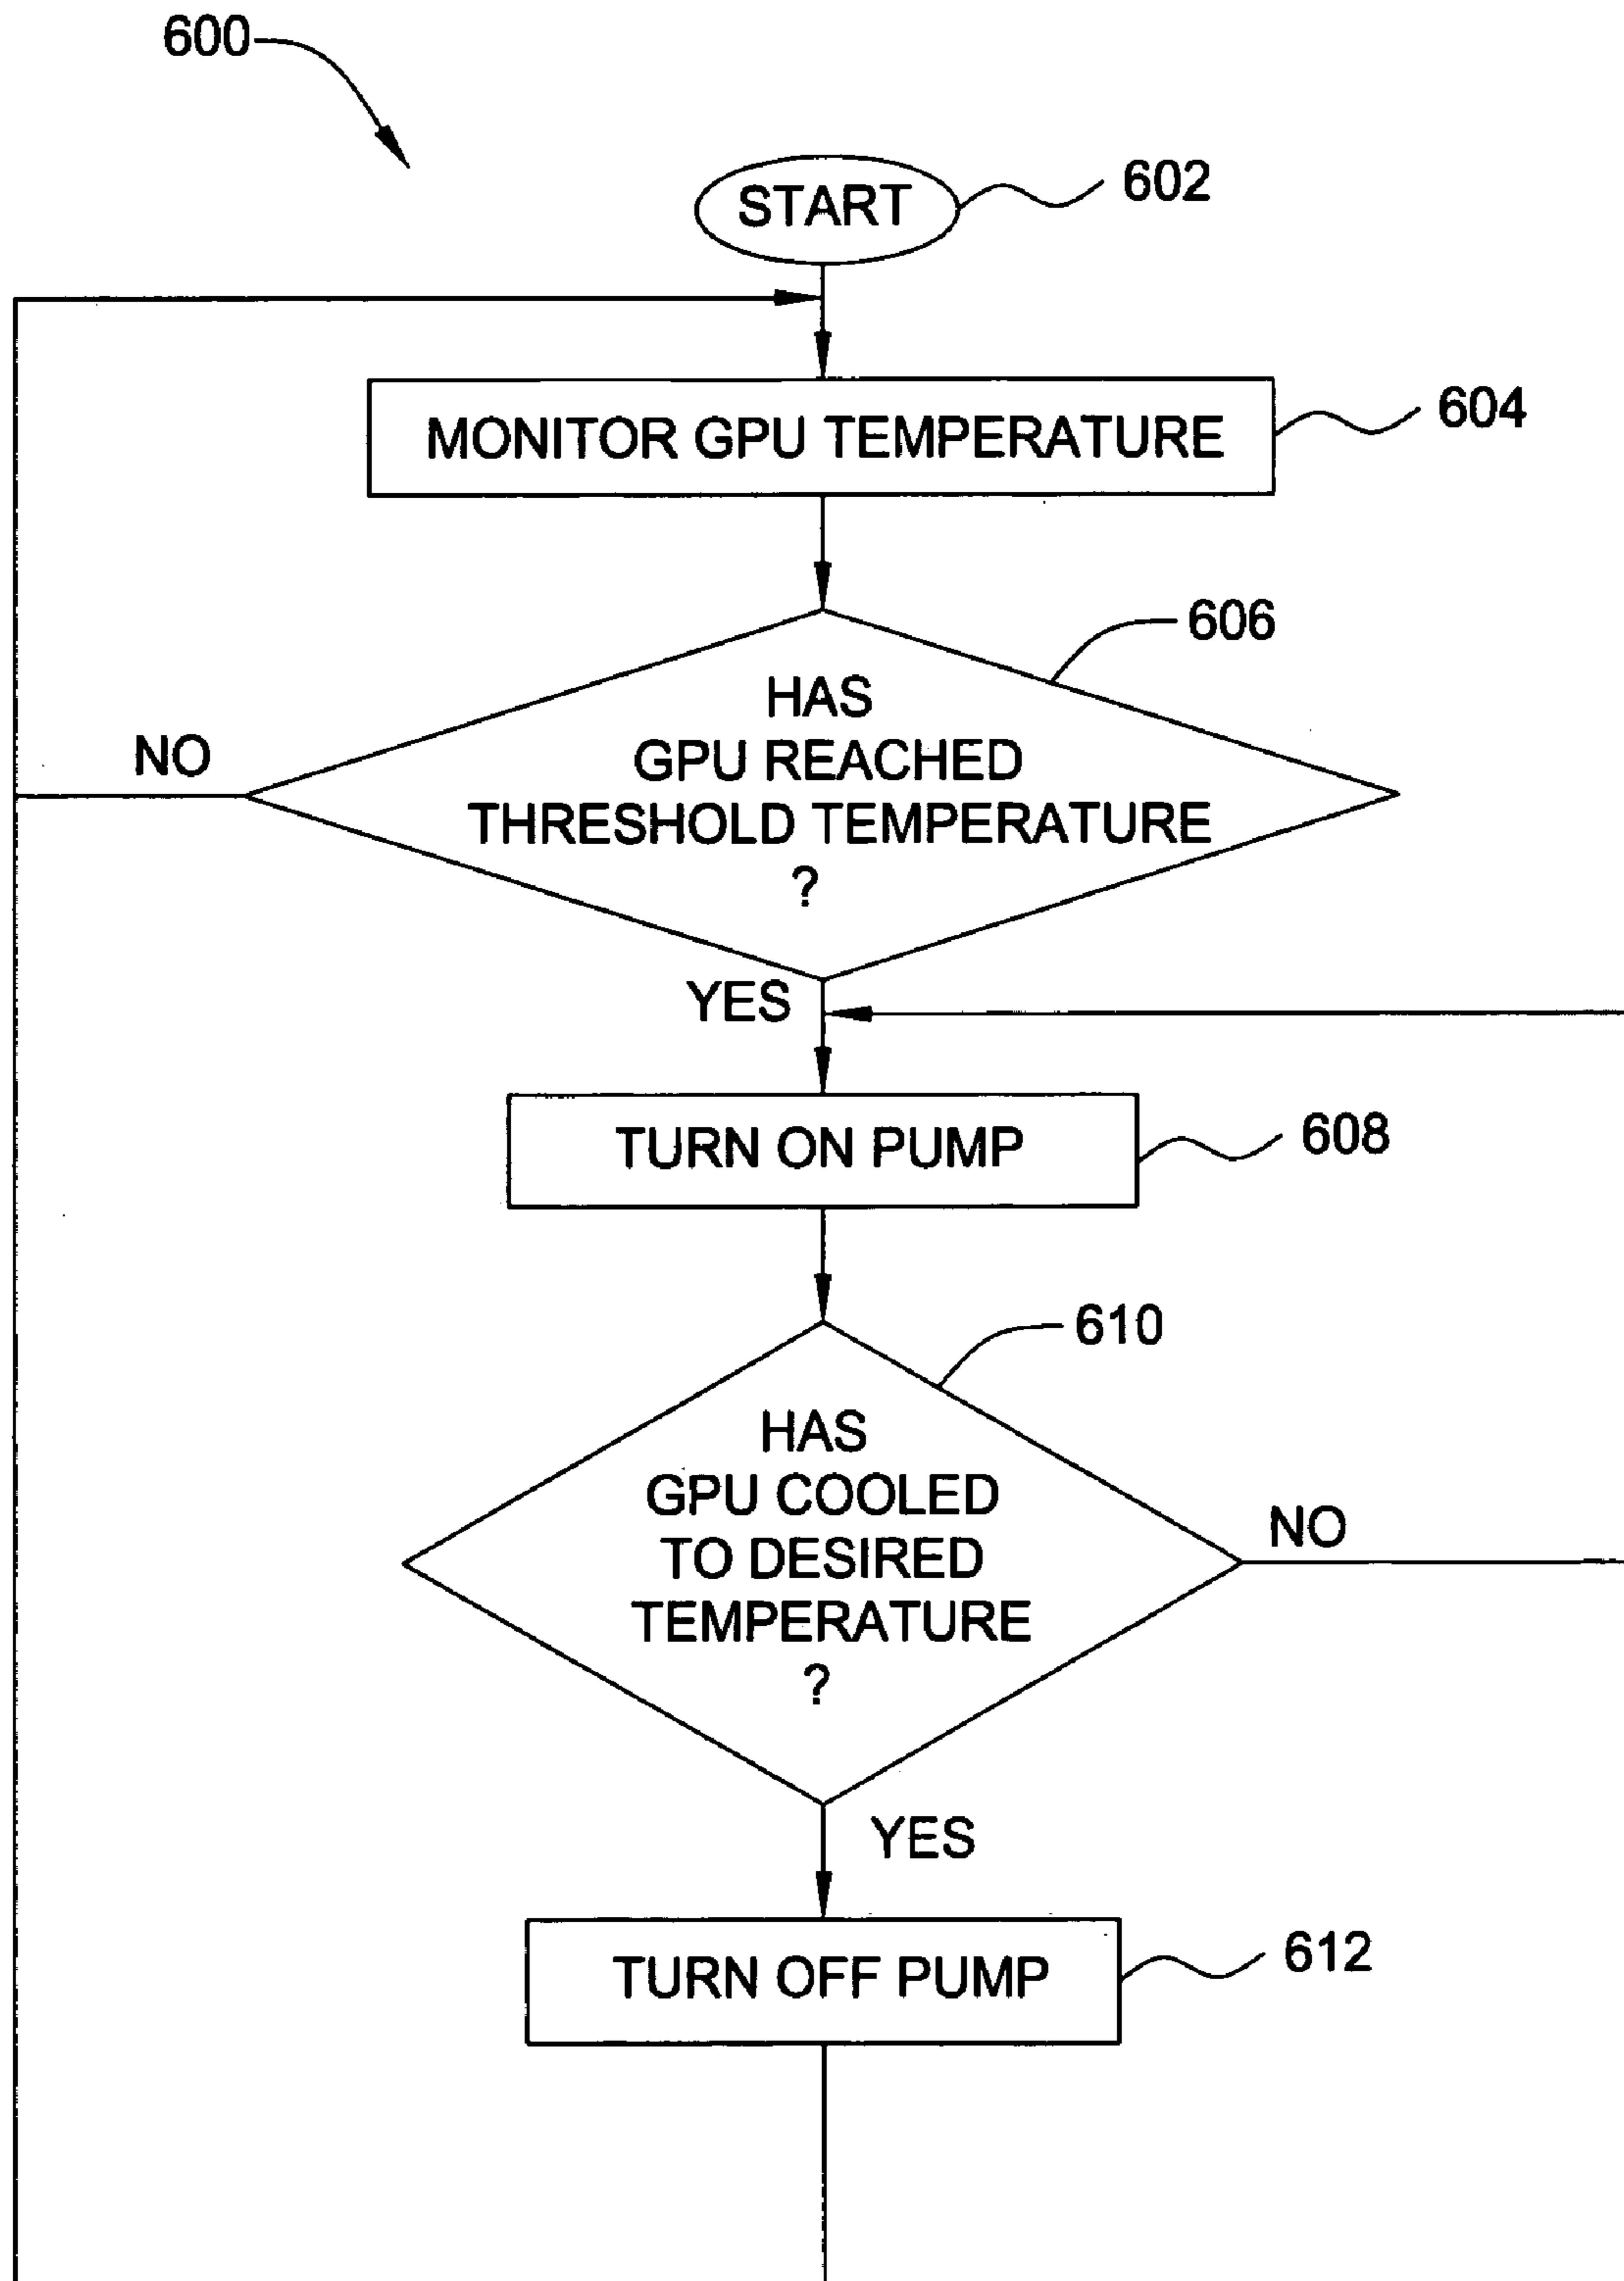 600
START
602
MONITOR GPU TEMPERATURE
604
606
HAS
GPU REACHED
THRESHOLD TEMPERATURE
?
NO
YES
TURN ON PUMP
608
610
HAS
GPU COOLED
TO DESIRED
TEMPERATURE
?
NO
YES
TURN OFF PUMP
612